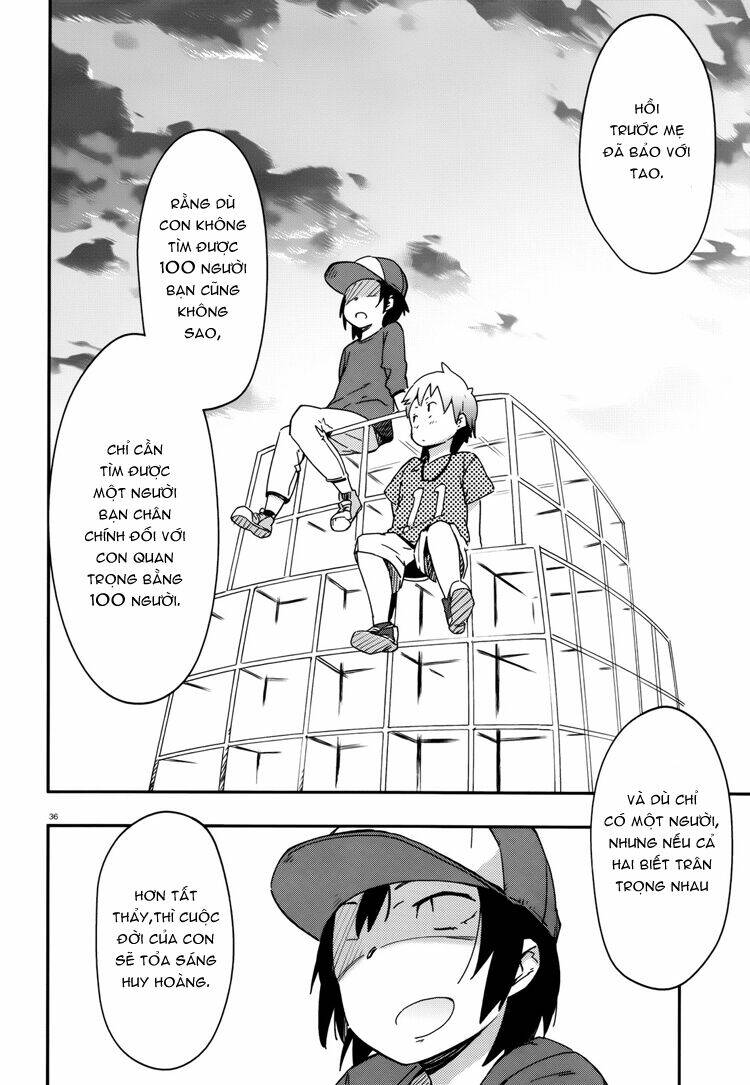 HỒI
TRƯỚC MẸ
ĐÃ BẢO VỚI
TAO.
RẰNG DÙ
CON KHÔNG
TÌM ĐƯỢC
100 NGƯỜI
BẠN CŨNG
KHÔNG
SAO,
CHỈ CẦN
TÌM ĐƯỢC
MỘT NGƯỜI
BẠN CHÂN
CHÍNH ĐỐI VỚI
CON QUAN
TRỌNG BẰNG
100 NGƯỜI.
11
36
VÀ DÙ CHỈ
CÓ MỘT NGƯỜI,
NHƯNG NẾU CẢ
HAI BIẾT TRÂN
TRỌNG NHAU
HƠN TẤT
THẢY,THÌ CUỘC
ĐỜI CỦA CON
SẼ TỎA SÁNG
HUY HOÀNG.